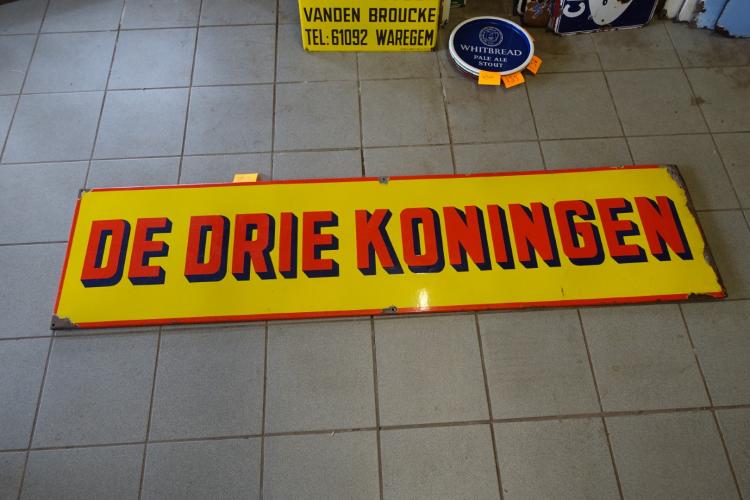 VANDEN BROUCKE
TEL: 61092 WAREGEM
WHITBREAD
PALE ALE
STOUT
DE DRIE KONINGEN